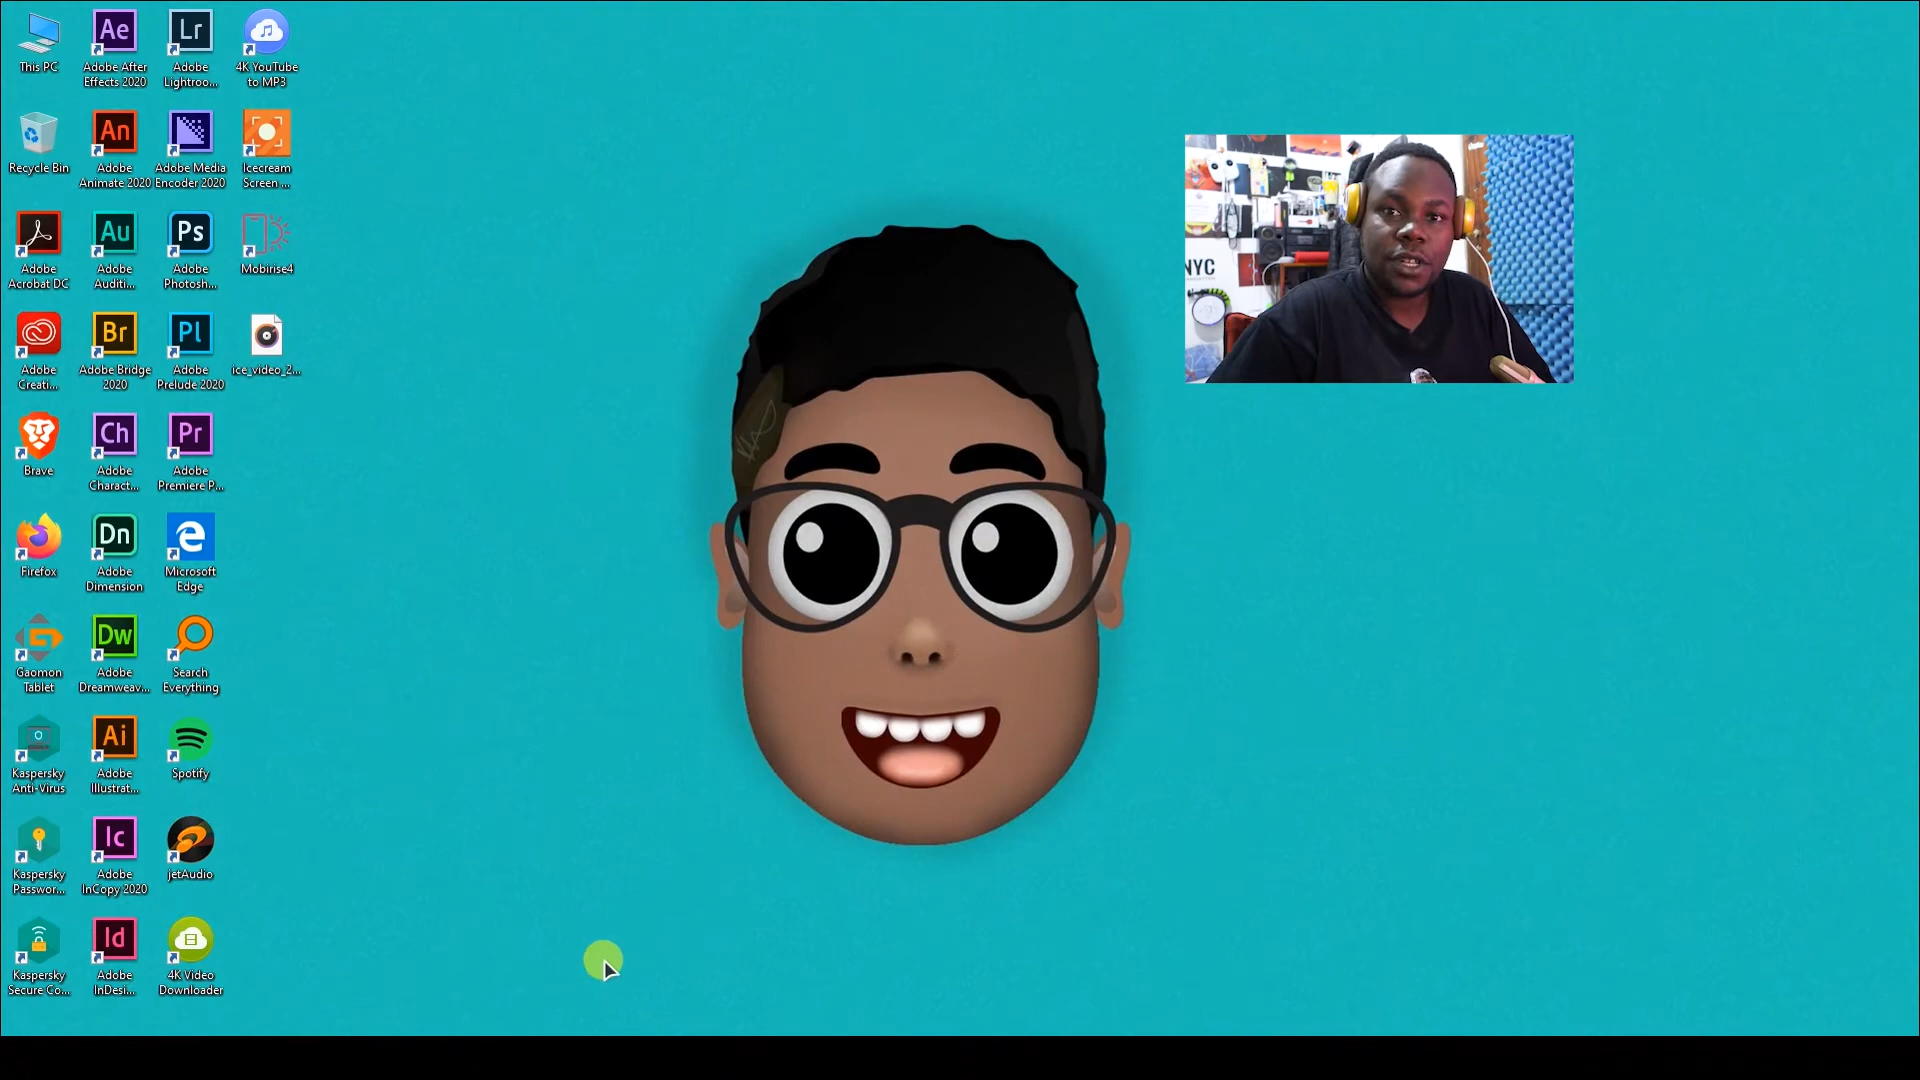 This PC
Ae
Adobe After
Effects 2020
Lr
Adobe
Lightroo...
4K YouTube
to MP3
Recycle Bin
An
Adobe
Animate 2020
Adobe Media
Encoder 2020
Icecream
Screen ...
Adobe
Acrobat DC
Au
Adobe
Auditi...
Ps
Adobe
Photosh...
Mobirise4
Adobe
Creati...
Br
Adobe Bridge
2020
Pl
Adobe
Prelude 2020
ice_video_2...
Brave
Ch
Adobe
Charact...
Pr
Adobe
Premiere P...
Firefox
Dn
Adobe
Dimension
Microsoft
Edge
Gaomon
Tablet
Dw
Adobe
Dreamweav...
Search
Everything
Kaspersky
Anti-Virus
Ai
Adobe
Illustrat...
Spotify
Kaspersky
Passwor...
Ic
Adobe
InCopy 2020
jetAudio
Kaspersky
Secure Co...
Id
Adobe
InDesi...
4K Video
Downloader
NYC